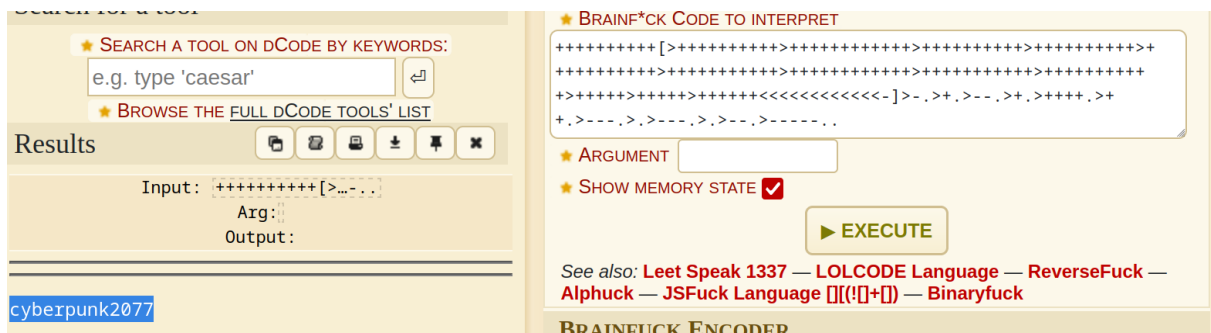 Search for a tool
SEARCH A TOOL ON DCODE BY KEYWORDS:
e.g. type 'caesar'
BROWSE THE FULL DCODE TOOLS' LIST
Results
Input: ++++++++++[>…-..
Arg:
Output:
cyberpunk2077
BRAINF*CK CODE TO INTERPRET
++++++++++[>++++++++++>++++++++++++>++++++++++>++++++++++>+
++++++++++>+++++++++++>++++++++++++>+++++++++++>++++++++++
+>+++++>+++++>++++++<<<<<<<<<<<<-]>-.>+.>--.>+.>++++.>+
+.>---.>.>---.>.>--.>-----..
ARGUMENT
SHOW MEMORY STATE
▶ EXECUTE
See also: Leet Speak 1337 — LOLCODE Language — ReverseFuck —
Alphuck — JSFuck Language [][(![]+[]) — Binaryfuck
BRAINFUCK ENCODER